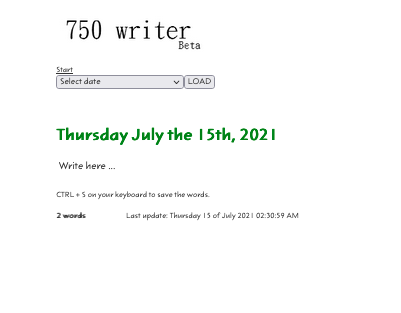 750 writer
Beta
Start
Select date LOAD
Thursday July the 15th, 2021
Write here ...
CTRL + S on your keyboard to save the words.
2 words Last update: Thursday 15 of July 2021 02:30:59 AM